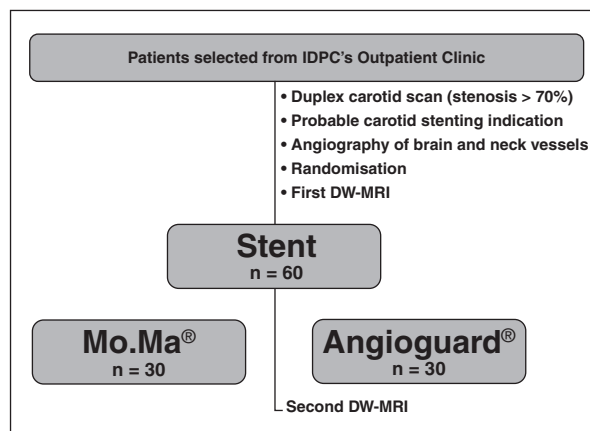 Patients selected from IDPC's Outpatient Clinic
• Duplex carotid scan (stenosis > 70%)
• Probable carotid stenting indication
• Angiography of brain and neck vessels
• Randomisation
• First DW-MRI
Stent
n = 60
Mo.Ma®
n = 30
Angioguard®
n = 30
Second DW-MRI